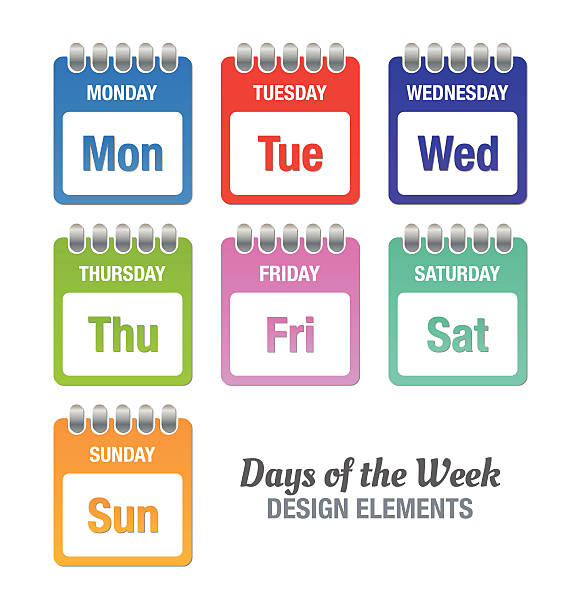 MONDAY
Mon
TUESDAY
Tue
WEDNESDAY
Wed
THURSDAY
Thu
FRIDAY
Fri
SATURDAY
Sat
SUNDAY
Sun
Days of the Week
DESIGN ELEMENTS